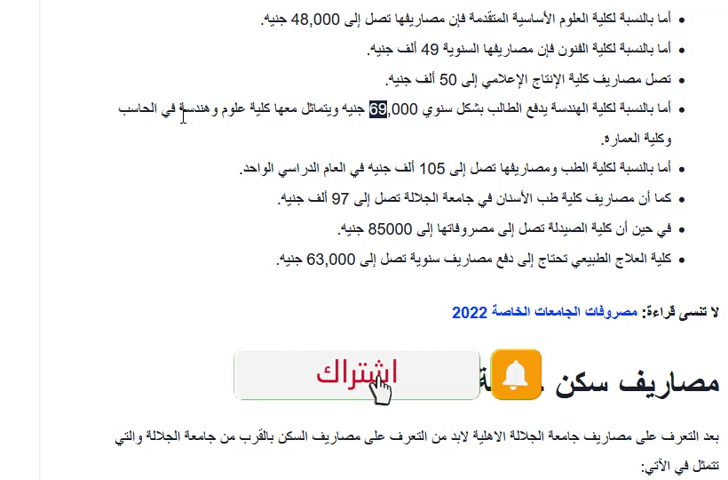 أما بالنسبة لكلية العلوم الأساسية المتقدمة فإن مصاريفها تصل إلى 48,000 جنيه.
أما بالنسبة لكلية الفنون فإن مصاريفها السنوية 49 ألف جنيه.
تصل مصاريف كلية الإنتاج الإعلامي إلى 50 ألف جنيه.
أما بالنسبة لكلية الهندسة يدفع الطالب بشكل سنوي 69,000 جنيه ويتماثل معها كلية علوم وهندسة في الحاسب
وكلية العمارة.
أما بالنسبة لكلية الطب ومصاريفها تصل إلى 105 ألف جنيه في العام الدراسي الواحد.
كما أن مصاريف كلية طب الأسنان في جامعة الجلالة تصل إلى 97 ألف جنيه.
في حين أن كلية الصيدلة تصل إلى مصروفاتها إلى 85000 جنيه.
كلية العلاج الطبيعي تحتاج إلى دفع مصاريف سنوية تصل إلى 63,000 جنيه.
لا تنسى قراءة: مصروفات الجامعات الخاصة 2022
اشتراك
مصاريف سكن
بعد التعرف على مصاريف جامعة الجلالة الاهلية لابد من التعرف على مصاريف السكن بالقرب من جامعة الجلالة والتي
تتمثل في الآتي: